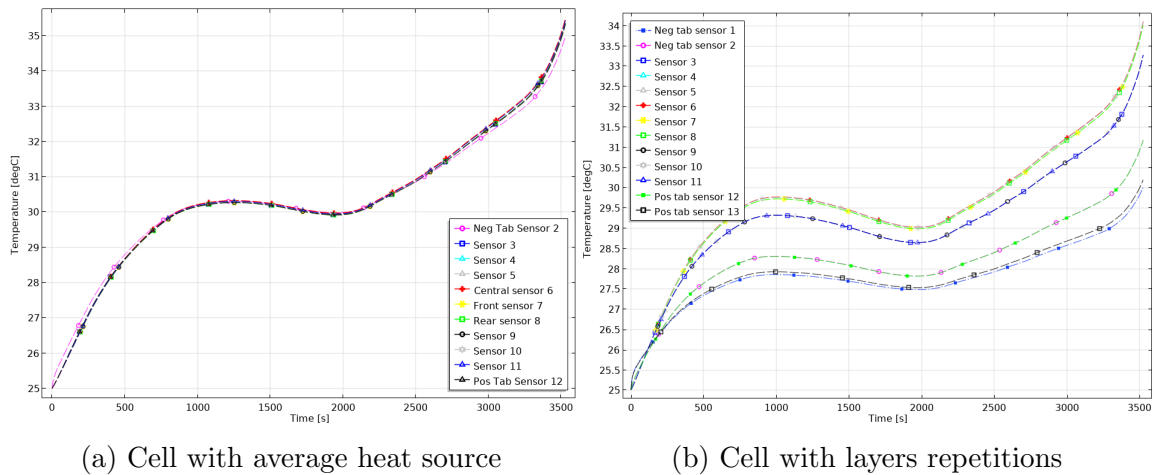 35
34
33
32
31
30
29
28
27
26
25
Temperature [degC]
0
500
1000
1500
2000
2500
3000
3500
Time [s]
Neg Tab Sensor 2
Sensor 3
Sensor 4
Sensor 5
Central sensor 6
Front sensor 7
Rear sensor 8
Sensor 9
Sensor 10
Sensor 11
Pos Tab Sensor 12
(a) Cell with average heat source
34
33.5
33
32.5
32
31.5
31
30.5
30
29.5
29
28.5
28
27.5
27
26.5
26
25.5
25
Temperature [degC]
0
500
1000
1500
2000
2500
3000
3500
Time [s]
Neg tab sensor 1
Neg tab sensor 2
Sensor 3
Sensor 4
Sensor 5
Sensor 6
Sensor 7
Sensor 8
Sensor 9
Sensor 10
Sensor 11
Pos tab sensor 12
Pos tab sensor 13
(b) Cell with layers repetitions